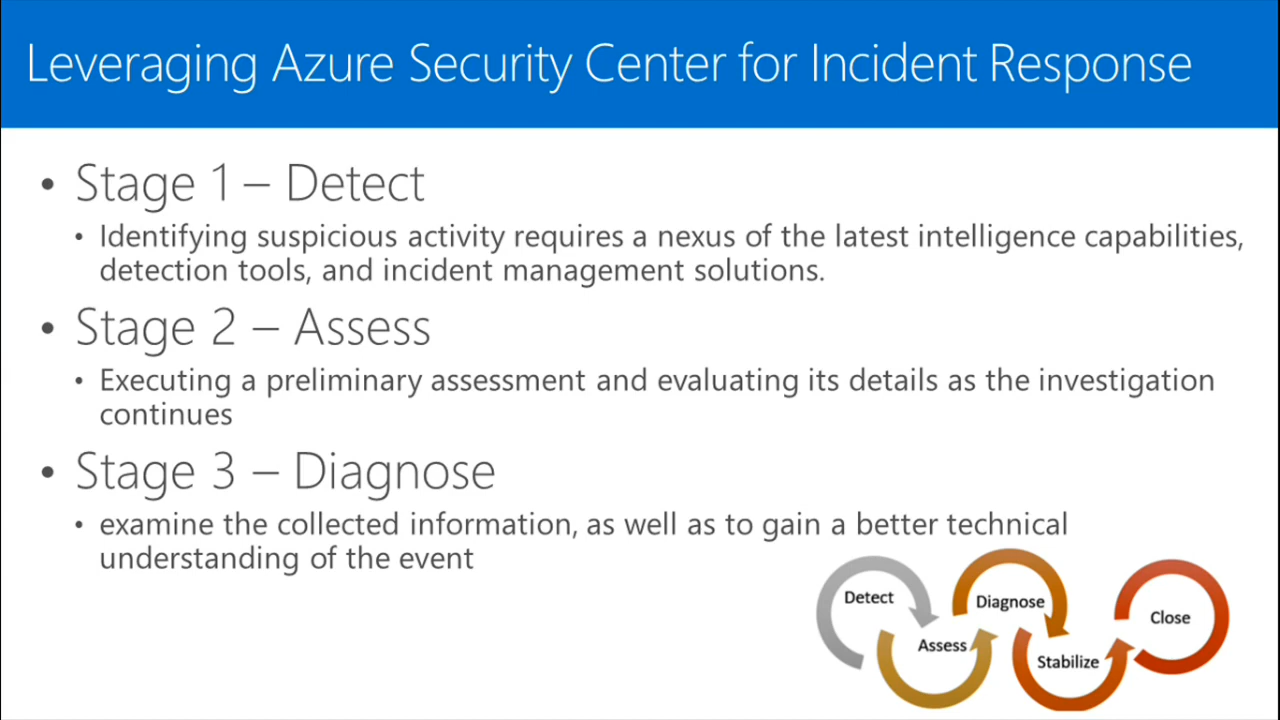 Leveraging Azure Security Center for Incident Response
• Stage 1 – Detect
• Identifying suspicious activity requires a nexus of the latest intelligence capabilities,
detection tools, and incident management solutions.
• Stage 2 – Assess
• Executing a preliminary assessment and evaluating its details as the investigation
continues
• Stage 3 – Diagnose
• examine the collected information, as well as to gain a better technical
understanding of the event
Detect
Assess
Diagnose
Stabilize
Close